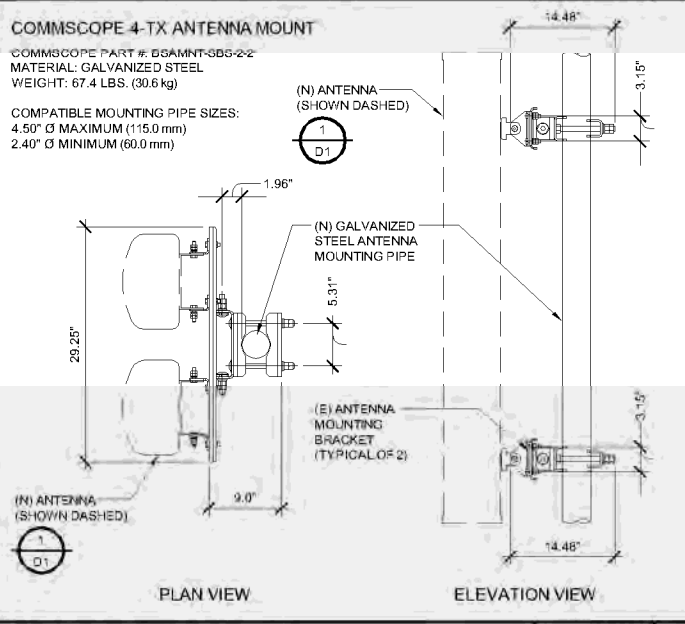 COMMSCOPE 4-TX ANTENNA MOUNT
COMMSCOPE PART #: BSAMNT-SBS-2-2
MATERIAL: GALVANIZED STEEL
WEIGHT: 67.4 LBS. (30.6 kg)
COMPATIBLE MOUNTING PIPE SIZES:
4.50" Ø MAXIMUM (115.0 mm)
2.40" Ø MINIMUM (60.0 mm)
14.48"
3.15"
(N) ANTENNA
(SHOWN DASHED)
1
D1
1.96"
(N) GALVANIZED
STEEL ANTENNA
MOUNTING PIPE
5.31"
29.25"
(E) ANTENNA
MOUNTING
BRACKET
(TYPICAL OF 2)
3.15"
9.0"
(N) ANTENNA
(SHOWN DASHED)
1
D1
14.48"
PLAN VIEW
ELEVATION VIEW